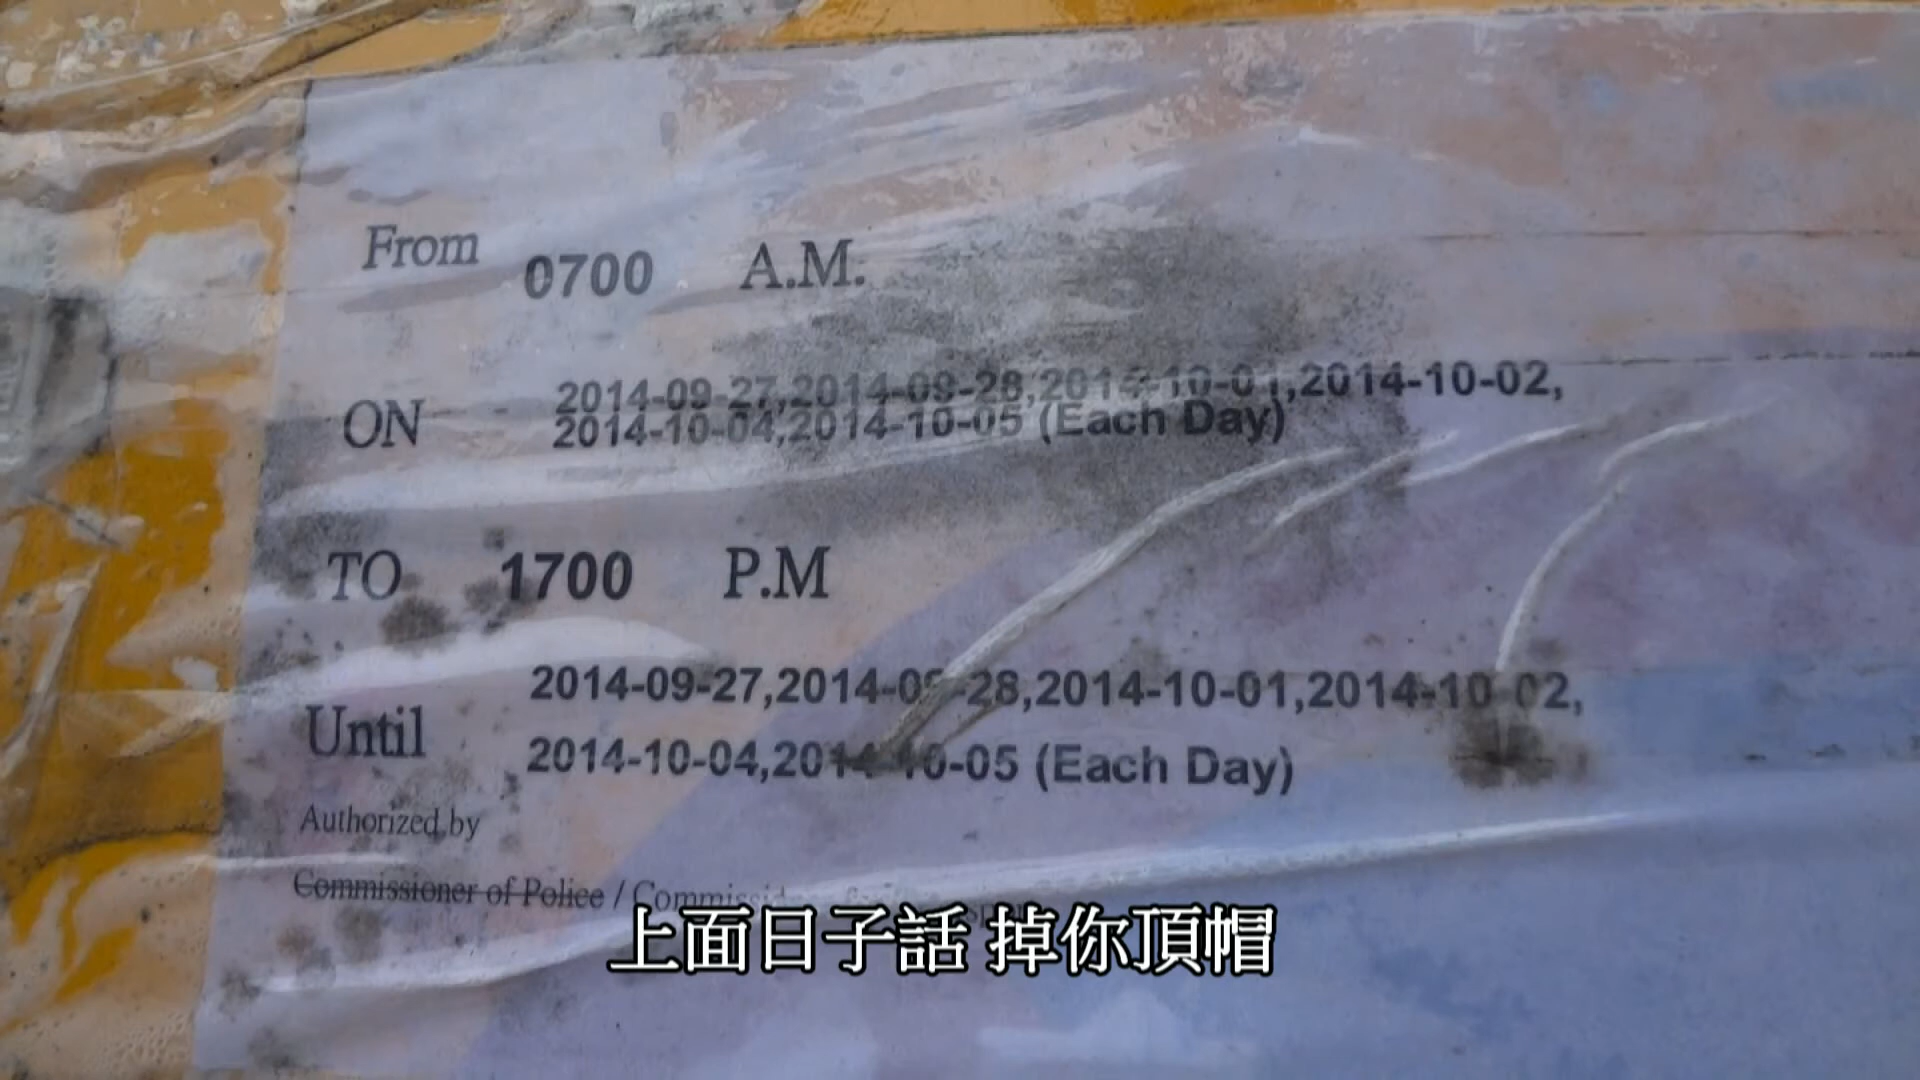 From 0700 A.M.
ON 2014-09-27,2014-09-28,2014-10-01,2014-10-02,
2014-10-04,2014-10-05 (Each Day)
TO 1700 P.M
Until 2014-09-27,2014-09-28,2014-10-01,2014-10-02,
2014-10-04,2014-10-05 (Each Day)
Authorized by
Commissioner of Police /
上面日子話 掉你頂帽